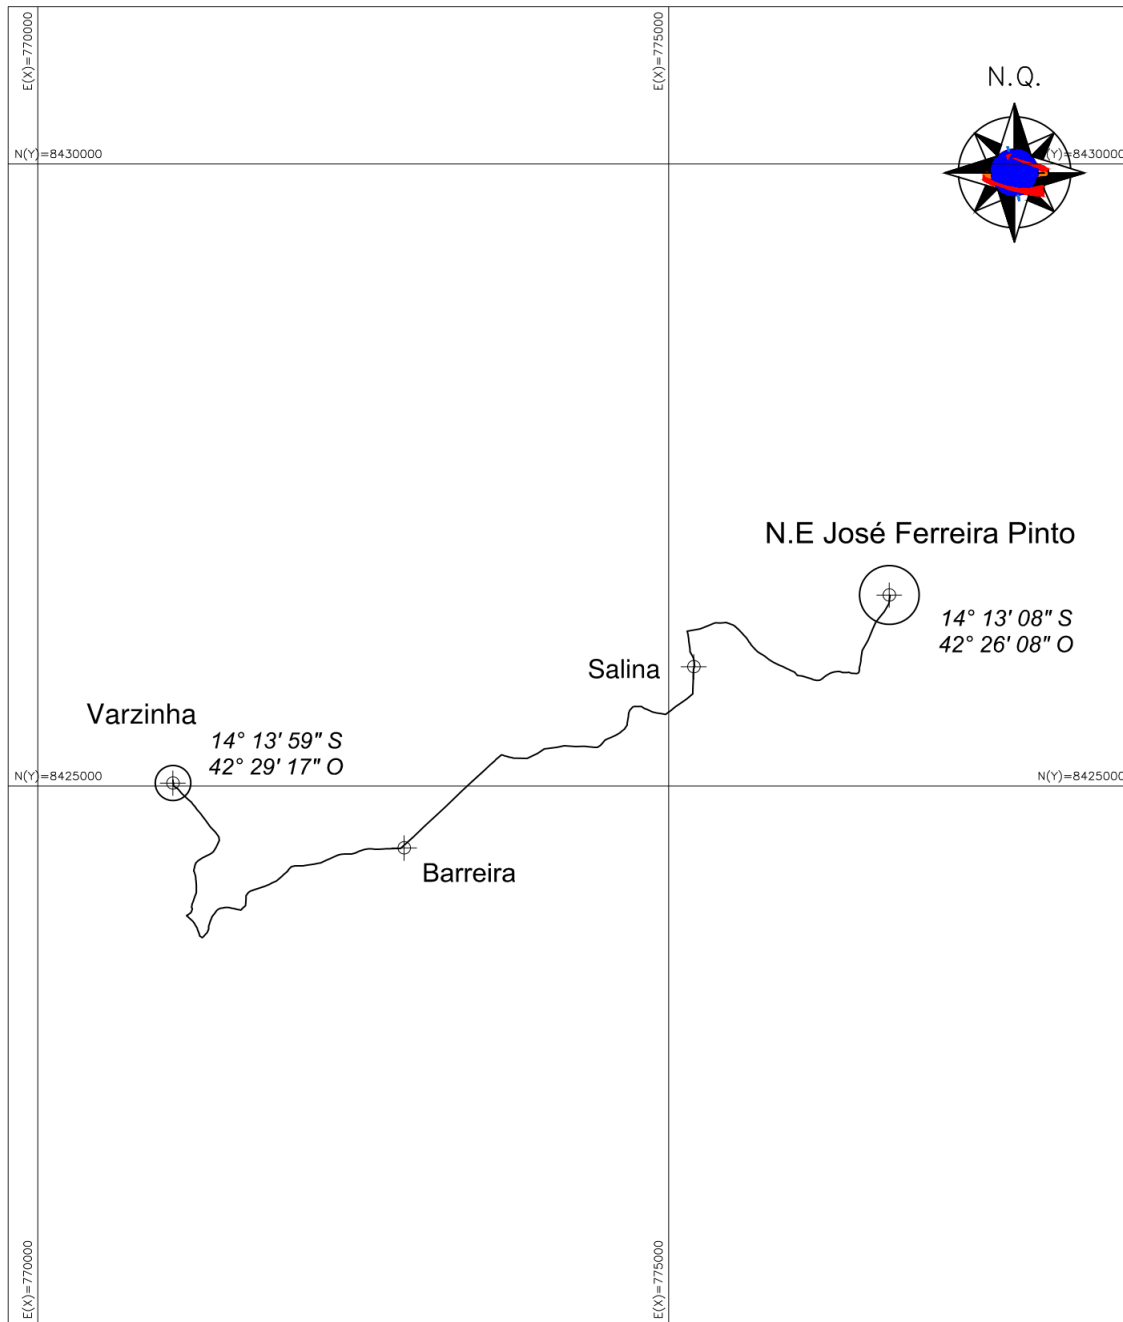 E(X)=770000
E(X)=775000
N.Q.
N(Y)=8430000
(Y)=8430000
N.E José Ferreira Pinto
14° 13' 08" S
42° 26' 08" O
Salina
Varzinha
14° 13' 59" S
42° 29' 17" O
N(Y)=8425000
N(Y)=8425000
Barreira
E(X)=770000
E(X)=775000